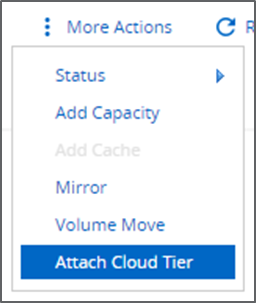 More Actions
Status
Add Capacity
Add Cache
Mirror
Volume Move
Attach Cloud Tier